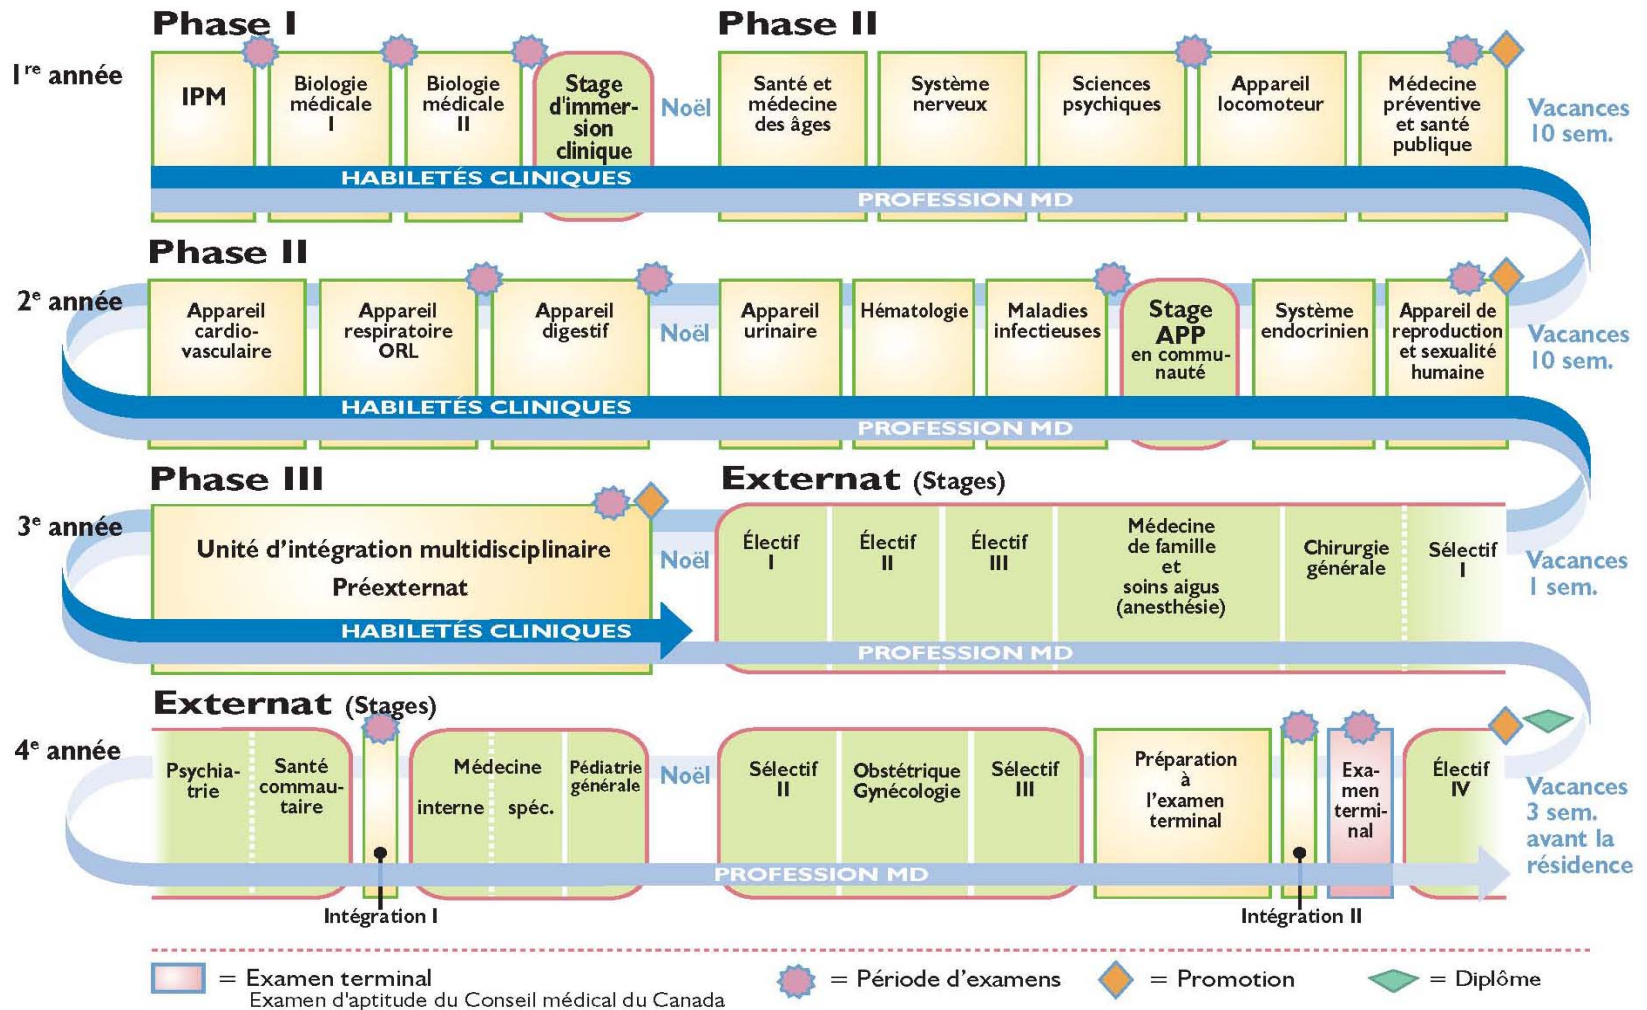 Phase I
Phase II
1re année
IPM
Biologie
médicale
I
Biologie
médicale
II
Stage
d'immer-
sion
clinique
Noël
Santé et
médecine
des âges
Système
nerveux
Sciences
psychiques
Appareil
locomoteur
Médecine
préventive
et santé
publique
Vacances
10 sem.
HABILETÉS CLINIQUES
PROFESSION MD
Phase II
2e année
Appareil
cardio-
vasculaire
Appareil
respiratoire
ORL
Appareil
digestif
Noël
Appareil
urinaire
Hématologie
Maladies
infectieuses
Stage
APP
en commu-
nauté
Système
endocrinien
Appareil de
reproduction
et sexualité
humaine
Vacances
10 sem.
HABILETÉS CLINIQUES
PROFESSION MD
Phase III
Externat (Stages)
3e année
Unité d'intégration multidisciplinaire
Préexternat
Noël
Électif
I
Électif
II
Électif
III
Médecine
de famille
et
soins aigus
(anesthésie)
Chirurgie
générale
Sélectif
I
Vacances
1 sem.
HABILETÉS CLINIQUES
PROFESSION MD
Externat (Stages)
4e année
Psychia-
trie
Santé
commau-
taire
Médecine
interne
spéc.
Pédiatrie
générale
Noël
Sélectif
II
Obstétrique
Gynécologie
Sélectif
III
Préparation
à
l'examen
terminal
Exa-
men
termi-
nal
Électif
IV
Vacances
3 sem.
avant la
résidence
PROFESSION MD
Intégration I
Intégration II
= Examen terminal
Examen d'aptitude du Conseil médical du Canada
= Période d'examens
= Promotion
= Diplôme